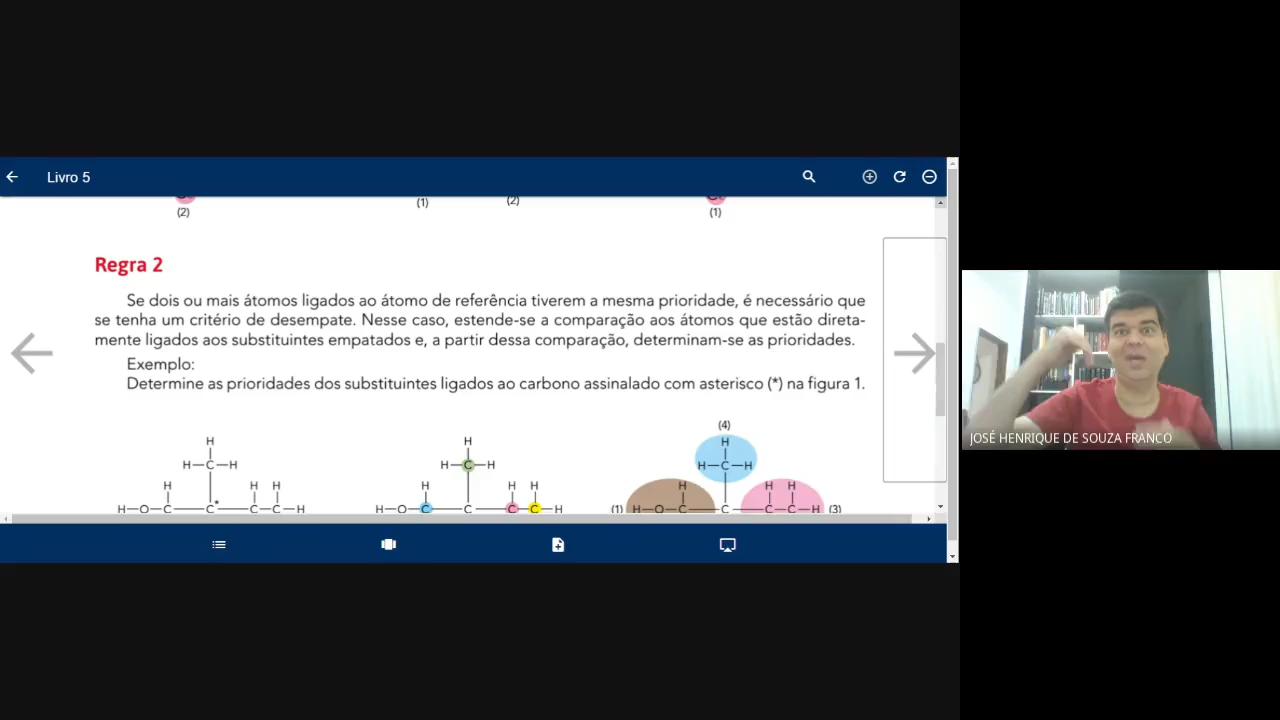 Livro 5
(2) (1) (2) (1)
Regra 2
Se dois ou mais átomos ligados ao átomo de referência tiverem a mesma prioridade, é necessário que
se tenha um critério de desempate. Nesse caso, estende-se a comparação aos átomos que estão direta-
mente ligados aos substituintes empatados e, a partir dessa comparação, determinam-se as prioridades.
Exemplo:
Determine as prioridades dos substituintes ligados ao carbono assinalado com asterisco (*) na figura 1.
(4)
H H H
H—C—H H—C—H H—C—H
H H H H H H H H H
H—O—C—C*—C—C—H H—O—C—C—C—C—H (1) H—O—C—C—C—C—H (3)
JOSÉ HENRIQUE DE SOUZA FRANCO